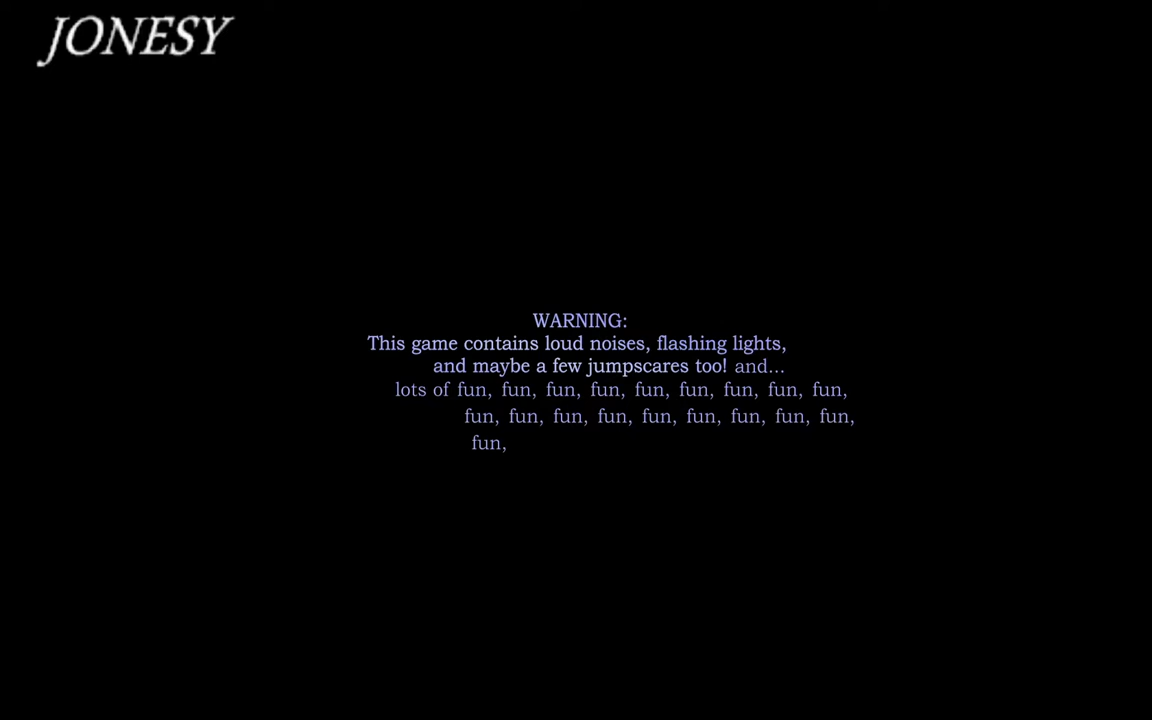 JONESY
WARNING:
This game contains loud noises, flashing lights,
and maybe a few jumpscares too! and...
lots of fun, fun, fun, fun, fun, fun, fun, fun, fun,
fun, fun, fun, fun, fun, fun, fun, fun, fun,
fun,